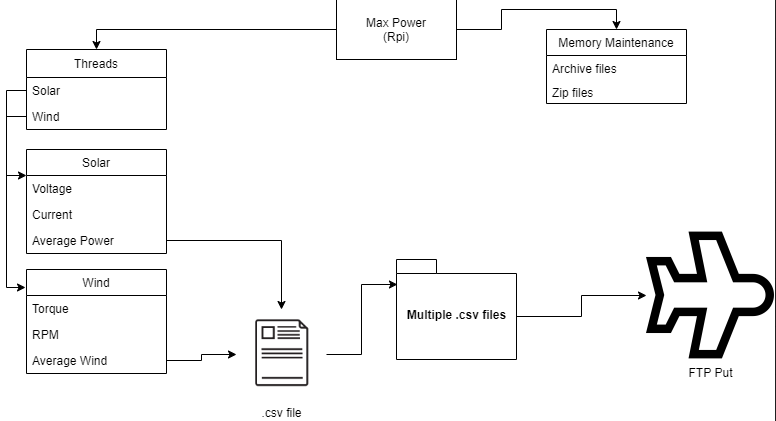 Max Power
(Rpi)
Memory Maintenance
Archive files
Zip files
Threads
Solar
Wind
Solar
Voltage
Current
Average Power
Wind
Torque
RPM
Average Wind
.csv file
Multiple .csv files
FTP Put